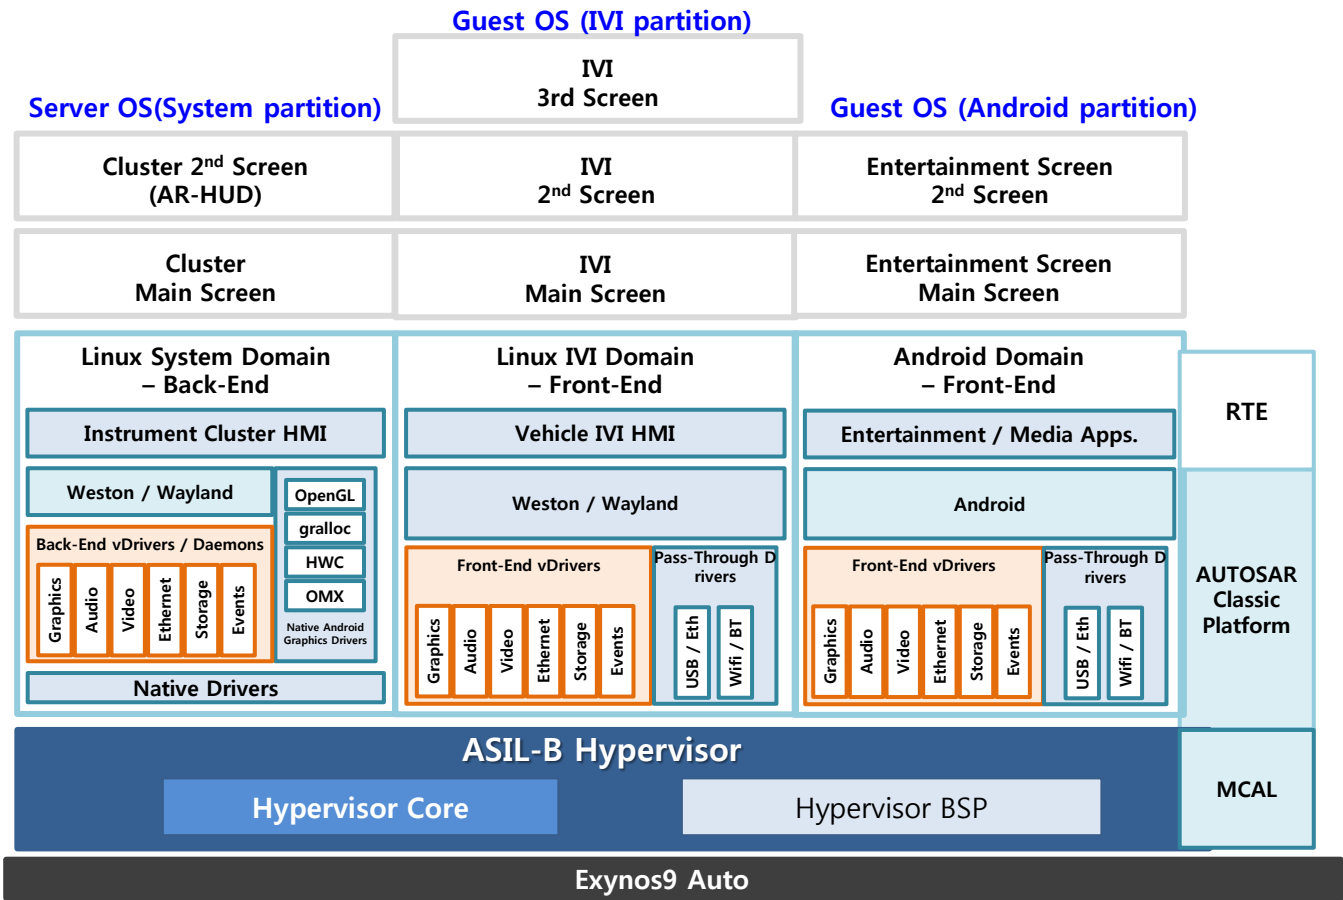 Guest OS (IVI partition)
IVI
3rd Screen
Server OS(System partition)
Guest OS (Android partition)
Cluster 2nd Screen
(AR-HUD)
IVI
2nd Screen
Entertainment Screen
2nd Screen
Cluster
Main Screen
IVI
Main Screen
Entertainment Screen
Main Screen
Linux System Domain
– Back-End
Instrument Cluster HMI
Weston / Wayland
Back-End vDrivers / Daemons
Graphics
Audio
Video
Ethernet
Storage
Events
OpenGL
gralloc
HWC
OMX
Native Android
Graphics Drivers
Native Drivers
Linux IVI Domain
– Front-End
Vehicle IVI HMI
Weston / Wayland
Front-End vDrivers
Graphics
Audio
Video
Ethernet
Storage
Events
Pass-Through D
rivers
USB / Eth
Wifi / BT
Android Domain
– Front-End
Entertainment / Media Apps.
Android
Front-End vDrivers
Graphics
Audio
Video
Ethernet
Storage
Events
Pass-Through D
rivers
USB / Eth
Wifi / BT
RTE
AUTOSAR
Classic
Platform
MCAL
ASIL-B Hypervisor
Hypervisor Core
Hypervisor BSP
Exynos9 Auto